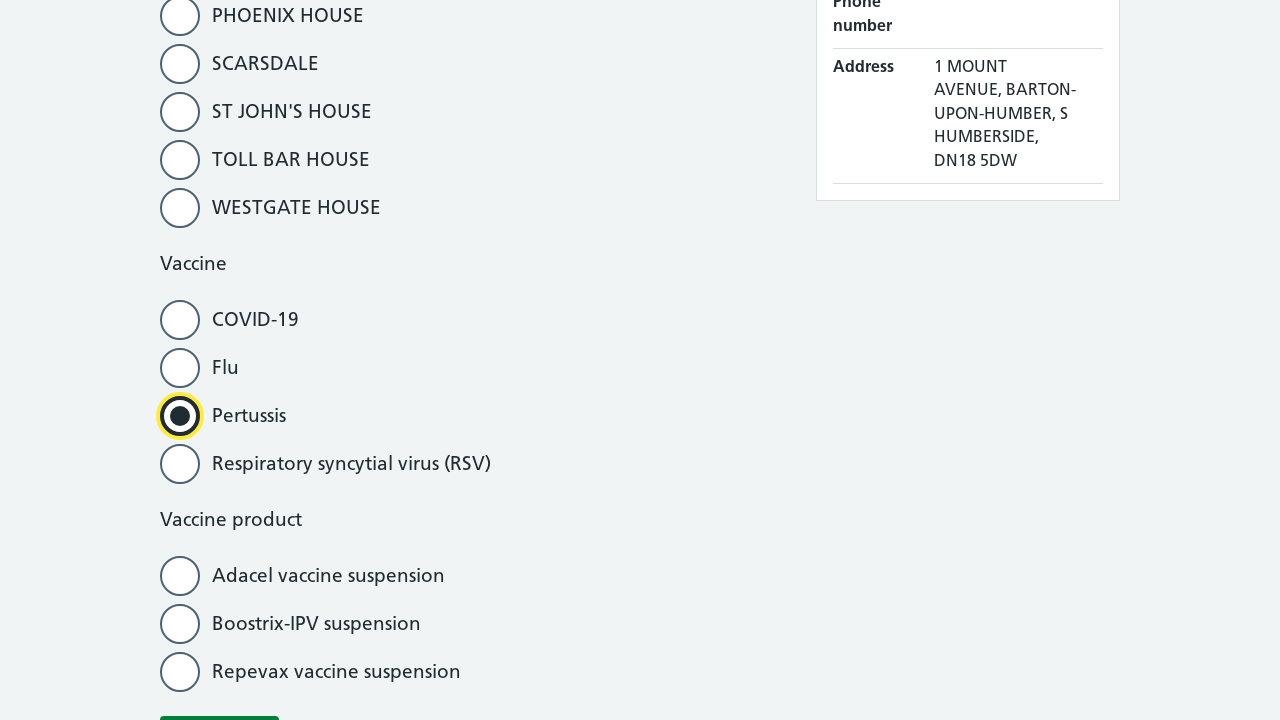 PHOENIX HOUSE
SCARSDALE
ST JOHN'S HOUSE
TOLL BAR HOUSE
WESTGATE HOUSE
Vaccine
COVID-19
Flu
Pertussis
Respiratory syncytial virus (RSV)
Vaccine product
Adacel vaccine suspension
Boostrix-IPV suspension
Repevax vaccine suspension
Phone
number
Address
1 MOUNT
AVENUE, BARTON-
UPON-HUMBER, S
HUMBERSIDE,
DN18 5DW